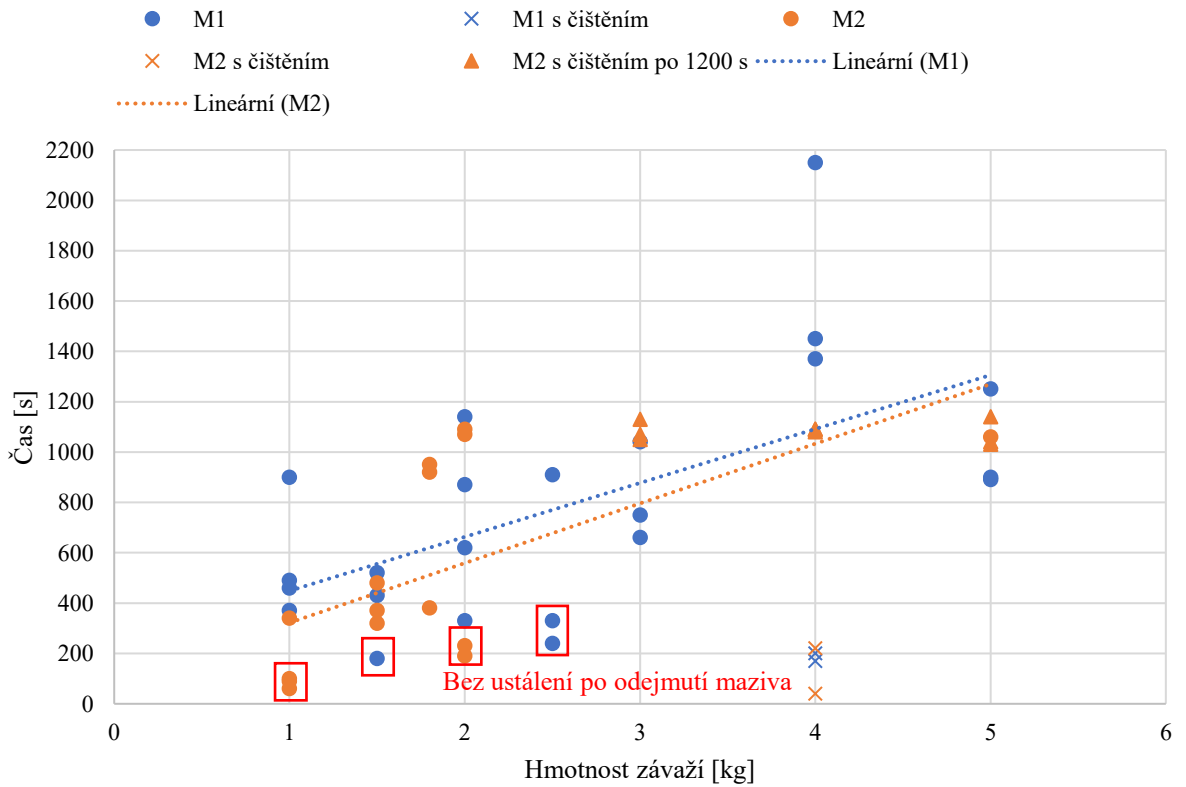 M1
M1 s čištěním
M2
M2 s čištěním
M2 s čištěním po 1200 s
Lineární (M1)
Lineární (M2)
2200
2000
1800
1600
1400
1200
1000
800
600
400
200
0
Čas [s]
Bez ustálení po odejmutí maziva
0 1 2 3 4 5 6
Hmotnost závaží [kg]